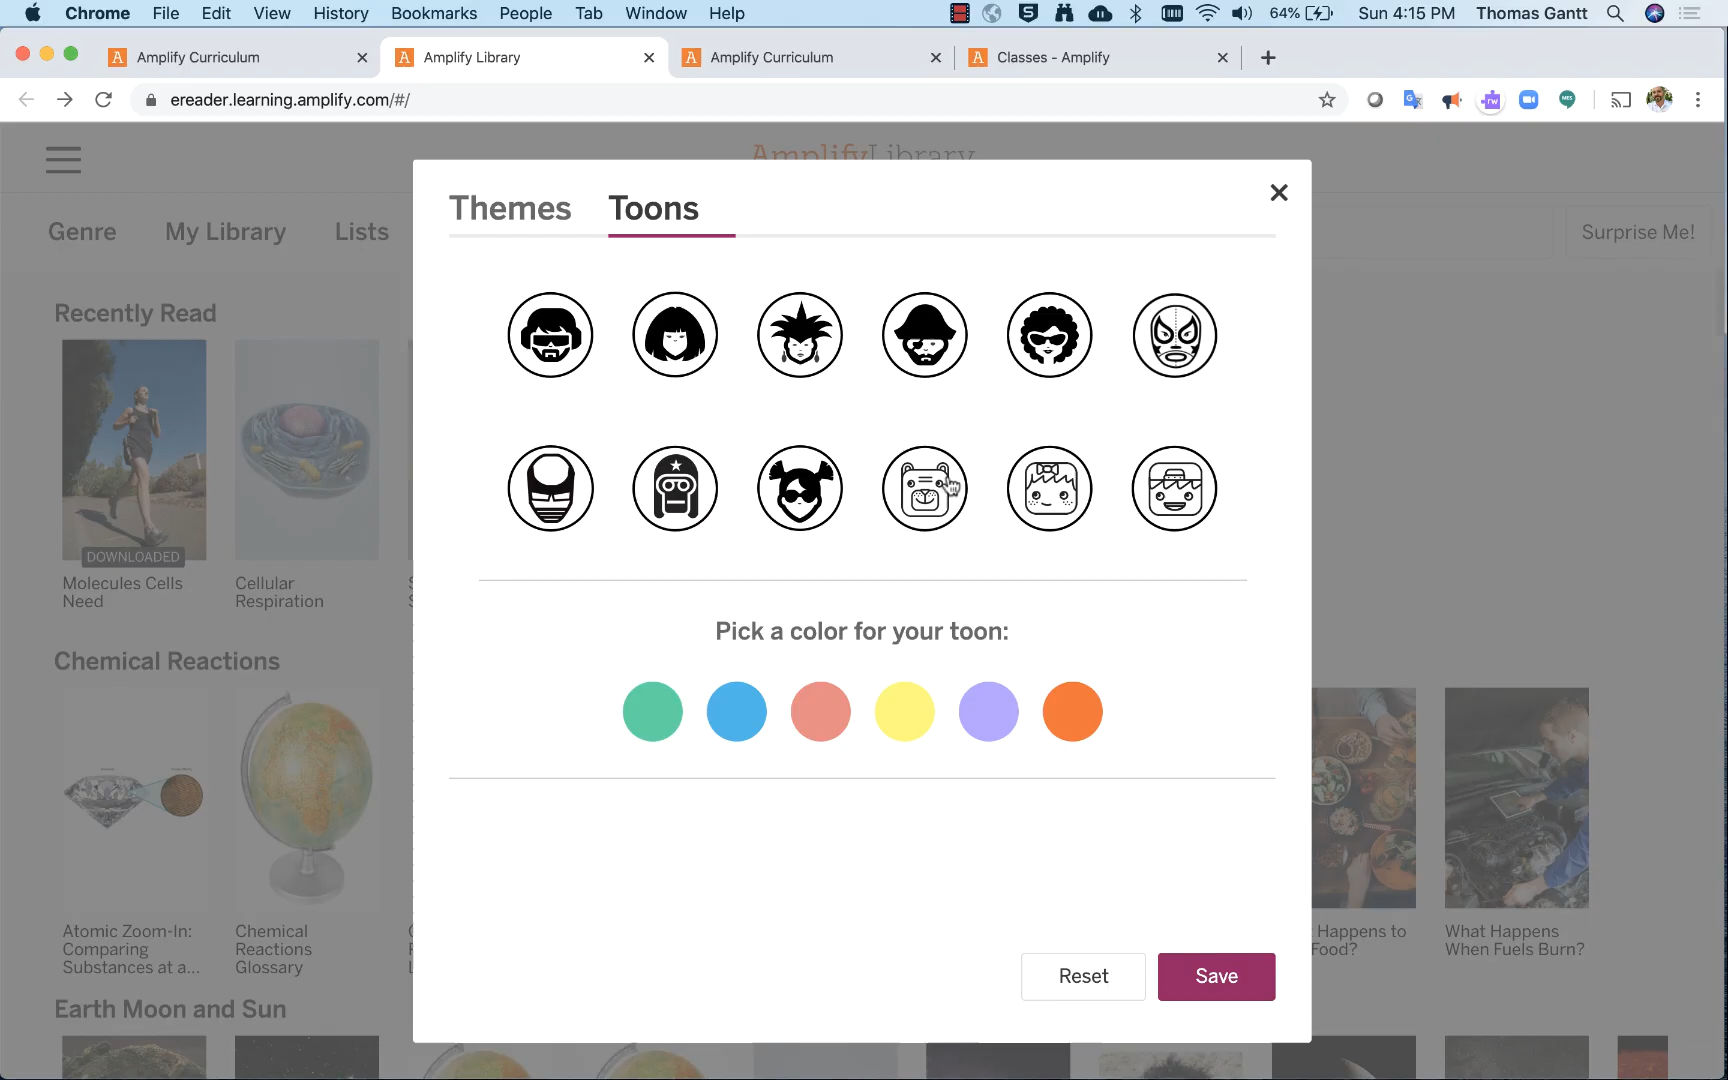 Chrome File Edit View History Bookmarks People Tab Window Help 64% Sun 4:15 PM Thomas Gantt
Amplify Curriculum Amplify Library Amplify Curriculum Classes - Amplify
ereader.learning.amplify.com/#/
AmplifyLibrary
Themes Toons
Genre My Library Lists Surprise Me!
Recently Read
DOWNLOADED
Molecules Cells
Need
Cellular
Respiration
Pick a color for your toon:
Chemical Reactions
Atomic Zoom-In:
Comparing
Substances at a...
Chemical
Reactions
Glossary
Happens to
Food?
What Happens
When Fuels Burn?
Reset Save
Earth Moon and Sun